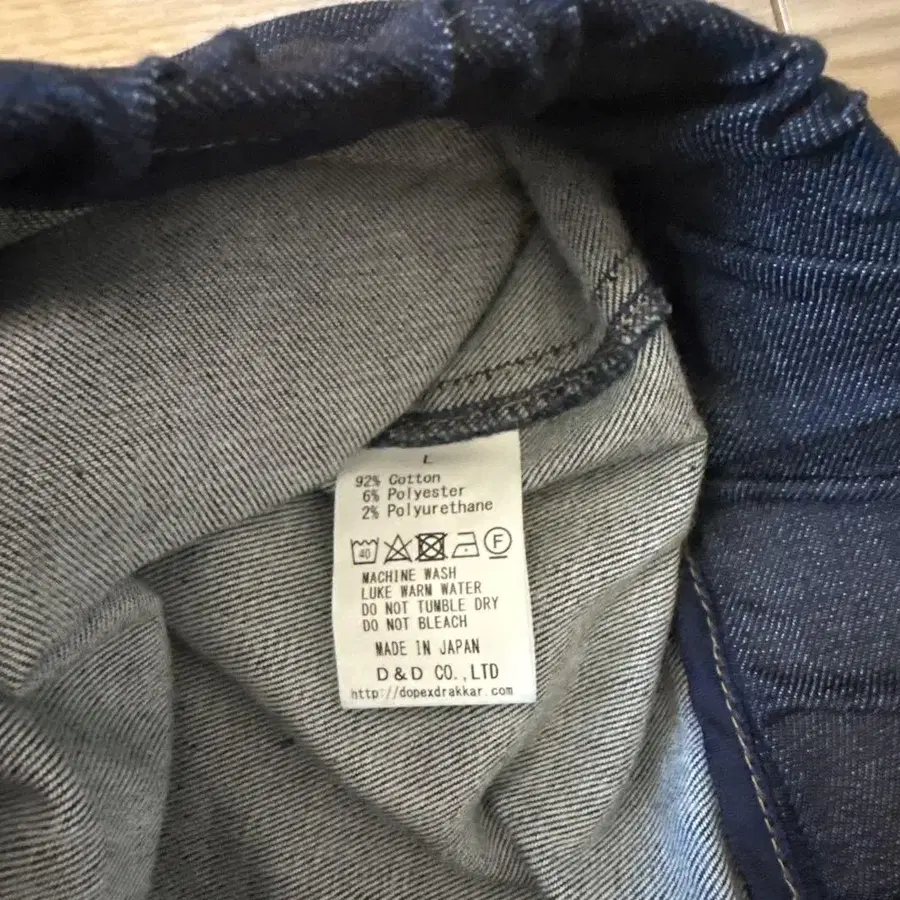 L
92% Cotton
6% Polyester
2% Polyurethane
40 F
MACHINE WASH
LUKE WARM WATER
DO NOT TUMBLE DRY
DO NOT BLEACH
MADE IN JAPAN
D&D CO.,LTD
http://dopexdrakkar.com